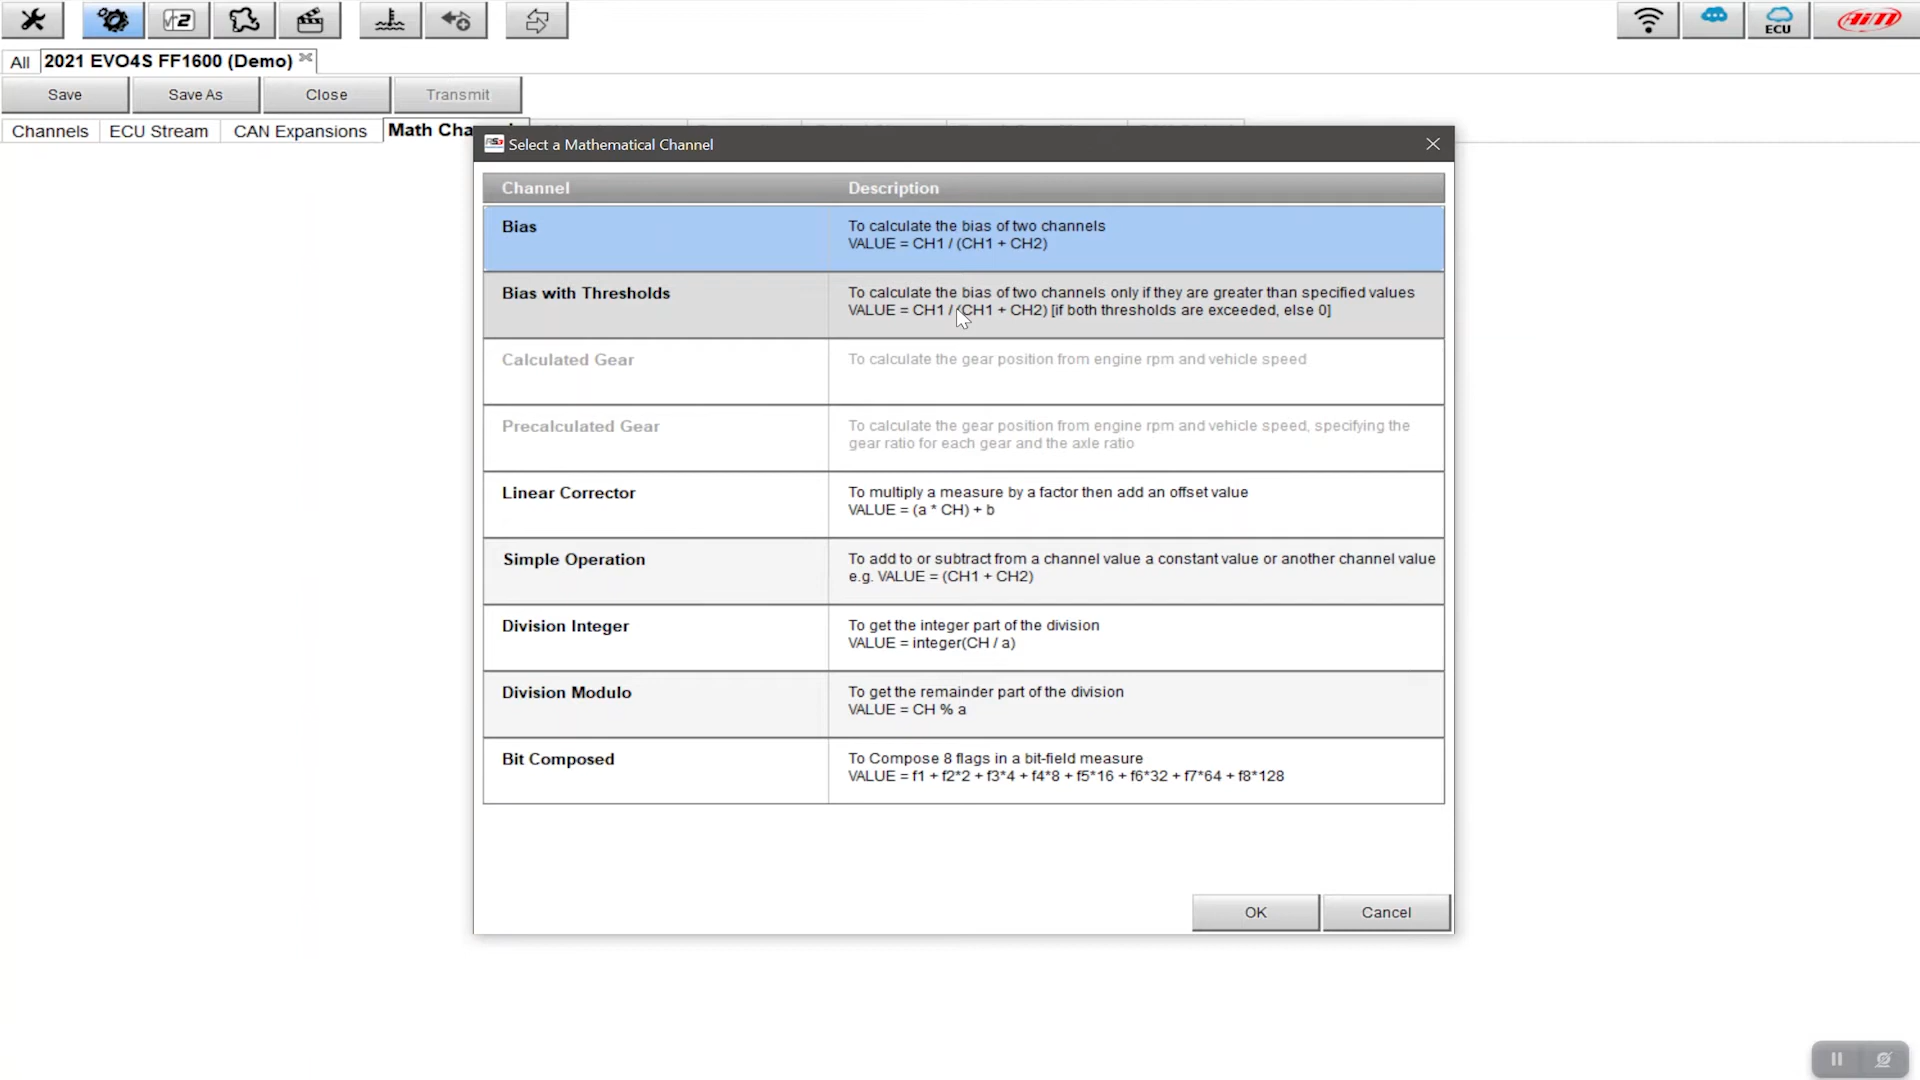 √2
ECU
AiM
All
2021 EVO4S FF1600 (Demo)
Save
Save As
Close
Transmit
Channels
ECU Stream
CAN Expansions
Math Cha
RS3
Select a Mathematical Channel
Channel
Description
Bias
To calculate the bias of two channels
VALUE = CH1 / (CH1 + CH2)
Bias with Thresholds
To calculate the bias of two channels only if they are greater than specified values
VALUE = CH1 / (CH1 + CH2) [if both thresholds are exceeded, else 0]
Calculated Gear
To calculate the gear position from engine rpm and vehicle speed
Precalculated Gear
To calculate the gear position from engine rpm and vehicle speed, specifying the
gear ratio for each gear and the axle ratio
Linear Corrector
To multiply a measure by a factor then add an offset value
VALUE = (a * CH) + b
Simple Operation
To add to or subtract from a channel value a constant value or another channel value
e.g. VALUE = (CH1 + CH2)
Division Integer
To get the integer part of the division
VALUE = integer(CH / a)
Division Modulo
To get the remainder part of the division
VALUE = CH % a
Bit Composed
To Compose 8 flags in a bit-field measure
VALUE = f1 + f2*2 + f3*4 + f4*8 + f5*16 + f6*32 + f7*64 + f8*128
OK
Cancel